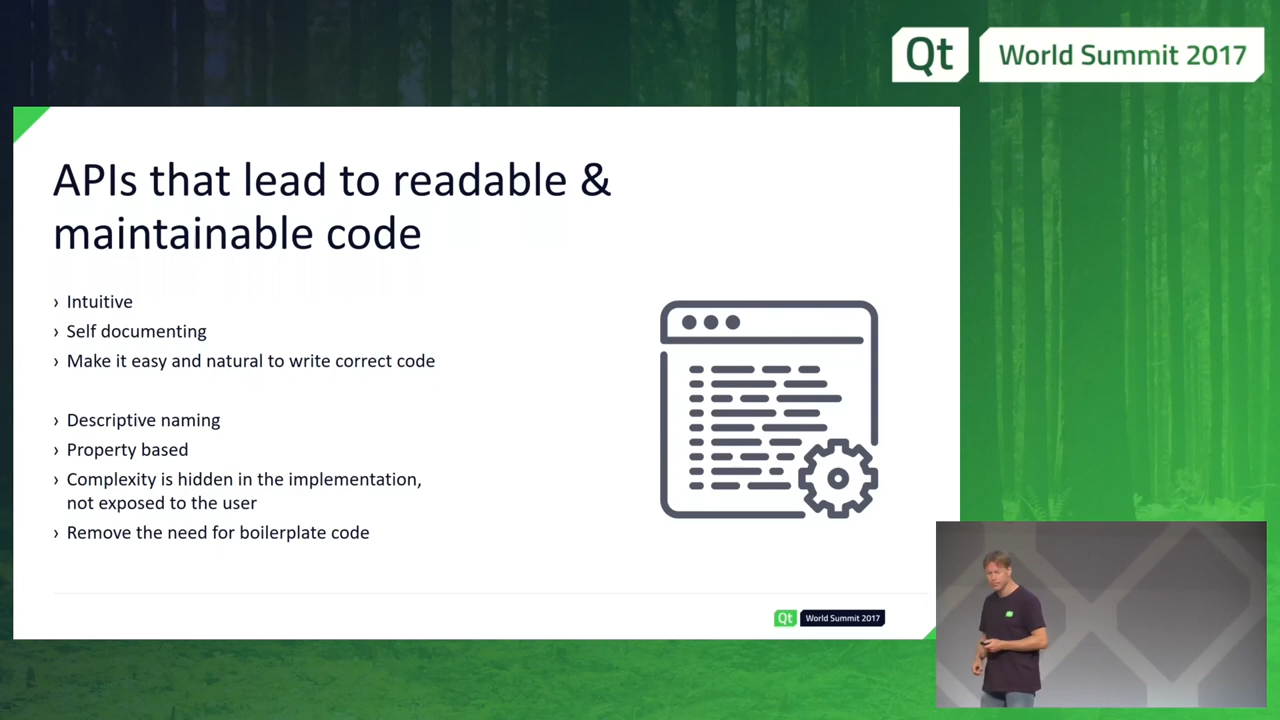 Qt World Summit 2017
APIs that lead to readable &
maintainable code
› Intuitive
› Self documenting
› Make it easy and natural to write correct code
› Descriptive naming
› Property based
› Complexity is hidden in the implementation,
not exposed to the user
› Remove the need for boilerplate code
Qt World Summit 2017